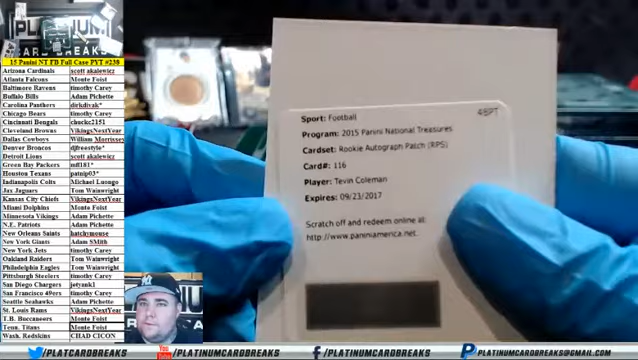 15 Panini NT FB Full Case PYT #239
Arizona Cardinals scott akalewicz
Atlanta Falcons Monte Foist
Baltimore Ravens timothy Carey
Buffalo Bills Adam Pichette
Carolina Panthers dirkdivak*
Chicago Bears timothy Carey
Cincinnati Bengals chuckc2151
Cleveland Browns VikingsNextYear
Dallas Cowboys William Morrissey
Denver Broncos djfreestyle*
Detroit Lions scott akalewicz
Green Bay Packers mfl81*
Houston Texans patnip03*
Indianapolis Colts Michael Luongo
Jax Jaguars Tom Wainwright
Kansas City Chiefs VikingsNextYear
Miami Dolphins Monte Foist
Minnesota Vikings Adam Pichette
N.E. Patriots Adam Pichette
New Orleans Saints hatchymouse
New York Giants Adam SMith
New York Jets timothy Carey
Oakland Raiders Tom Wainwright
Philadelphia Eagles Tom Wainwright
Pittsburgh Steelers timothy Carey
San Diego Chargers jetyank1
San Francisco 49ers timothy Carey
Seattle Seahawks Adam Pichette
St. Louis Rams VikingsNextYear
T.B. Buccaneers Monte Foist
Tenn. Titans Monte Foist
Wash. Redskins CHAD CICON
48PT
Sport: Football
Program: 2015 Panini National Treasures
Cardset: Rookie Autograph Patch (RPS)
Card#: 116
Player: Tevin Coleman
Expires: 09/23/2017
Scratch off and redeem online at:
http://www.paniniamerica.net.
/PLATCARDBREAKS You Tube /PLATINUMCARDBREAKS /PLATINUMCARDBREAKS PLATINUMCARDBREAKS@GMAIL.COM